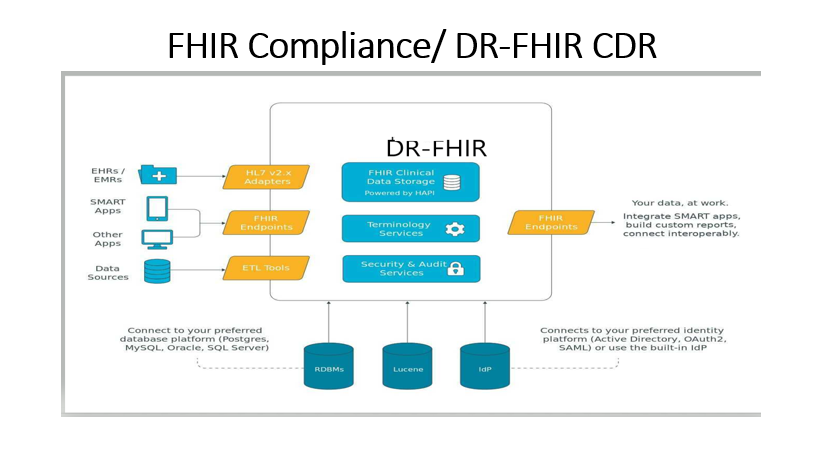 FHIR Compliance/ DR-FHIR CDR
DR-FHIR
EHRs /
EMRs
SMART
Apps
Other
Apps
Data
Sources
HL7 v2.x
Adapters
FHIR
Endpoints
ETL Tools
FHIR Clinical
Data Storage
Powered by HAPI
Terminology
Services
Security & Audit
Services
FHIR
Endpoints
Your data, at work.
Integrate SMART apps,
build custom reports,
connect interoperably.
Connect to your preferred
database platform (Postgres,
MySQL, Oracle, SQL Server)
RDBMs
Lucene
IdP
Connects to your preferred identity
platform (Active Directory, OAuth2,
SAML) or use the built-in IdP